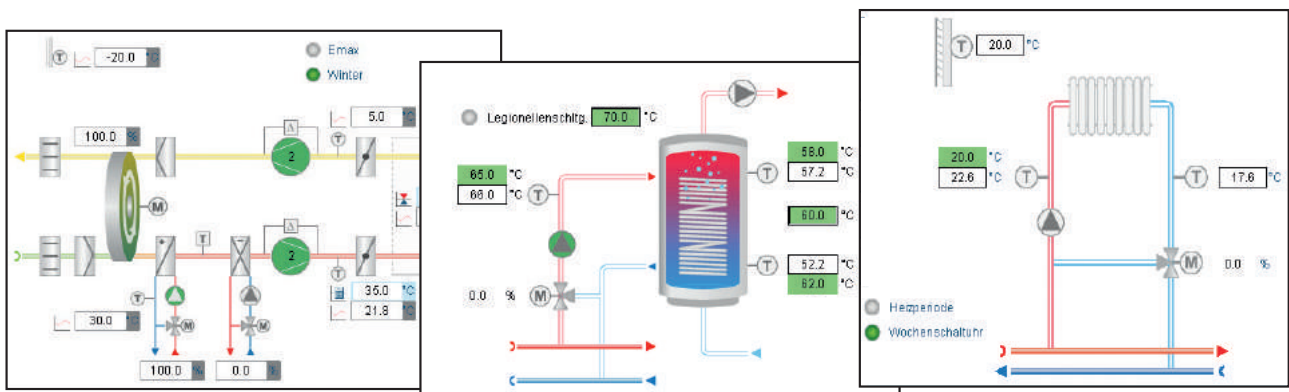 -20.0 °C
Emax
Winter
100.0 %
5.0
2
T
M
2
T
35.0 °C
21.8 °C
30.0 °C
M
M
100.0 %
0.0 %
Legionellenschltg. 70.0 °C
65.0 °C
66.0 °C
T
58.0 °C
57.2 °C
T
60.0 °C
52.2 °C
62.0 °C
T
0.0 %
M
T 20.0 °C
20.0 °C
22.6 °C
T
T
17.6 °C
M
0.0 %
Heizperiode
Wochenschaltuhr